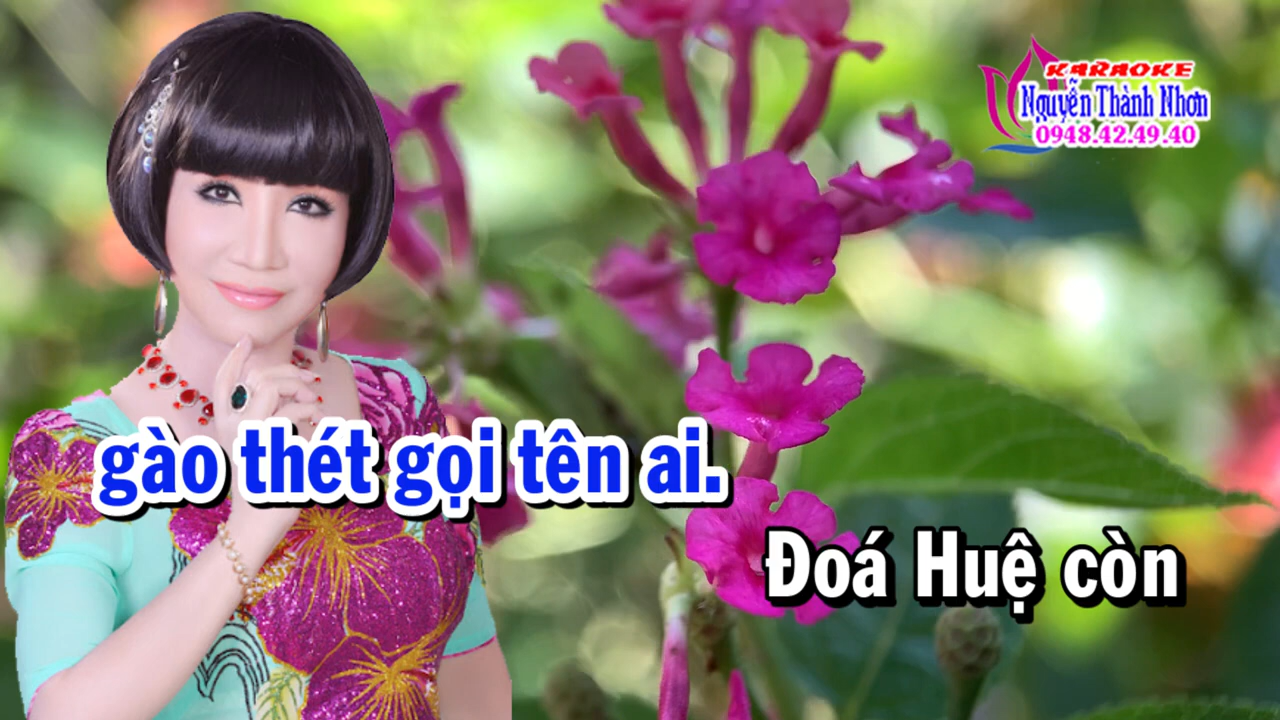 KARAOKE
Nguyễn Thành Nhơn
0948.42.49.40
gào thét gọi tên ai.
Đoá Huệ còn